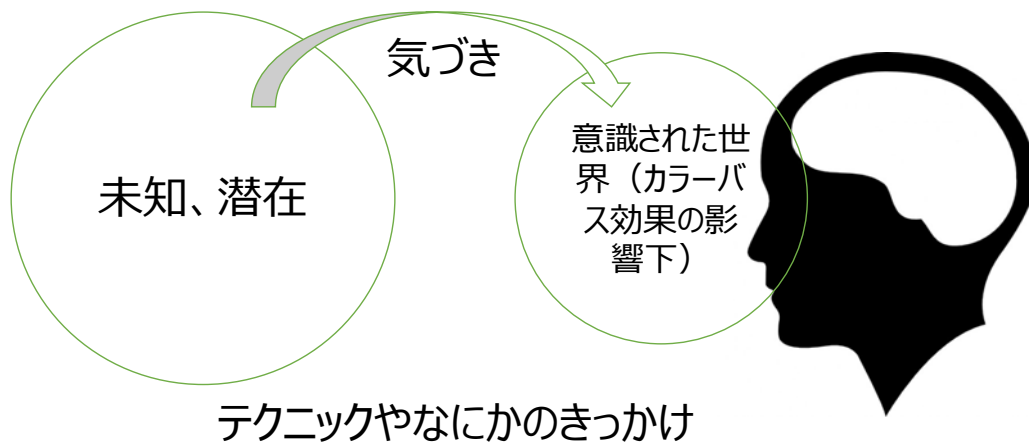 気づき
未知、潜在
意識された世
界（カラーバ
ス効果の影
響下）
テクニックやなにかのきっかけ